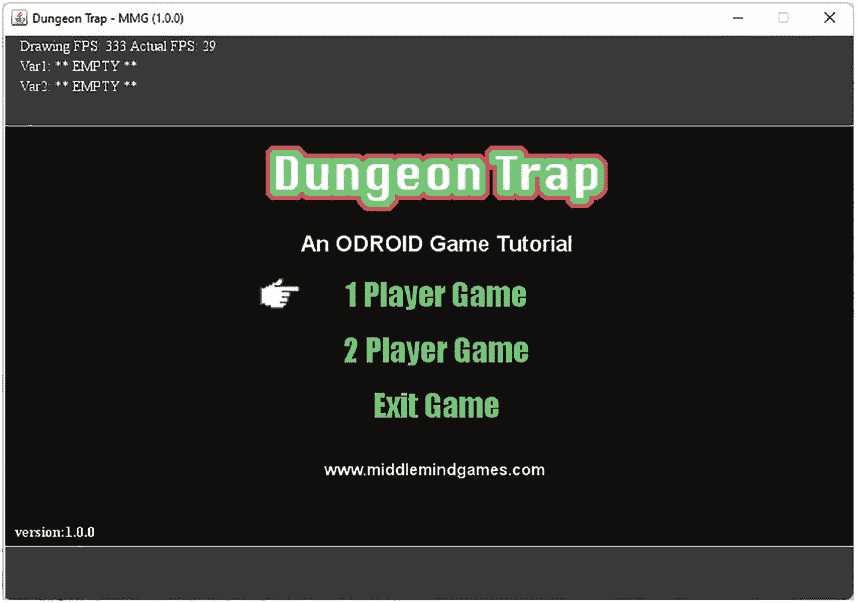 Dungeon Trap - MMG (1.0.0)
Drawing FPS: 333 Actual FPS: 29
Var1: ** EMPTY **
Var2: ** EMPTY **
Dungeon Trap
An ODROID Game Tutorial
1 Player Game
2 Player Game
Exit Game
www.middlemindgames.com
version:1.0.0